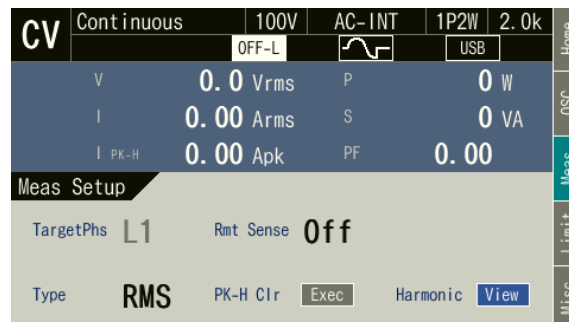 CV Continuous 100V AC-INT 1P2W 2.0k
OFF-L USB
V 0.0 Vrms P 0 W
I 0.00 Arms S 0 VA
I PK-H 0.00 Apk PF 0.00
Meas Setup
TargetPhs L1 Rmt Sense Off
Type RMS PK-H Clr Exec Harmonic View
Home
OSC
Meas
Limit
Misc